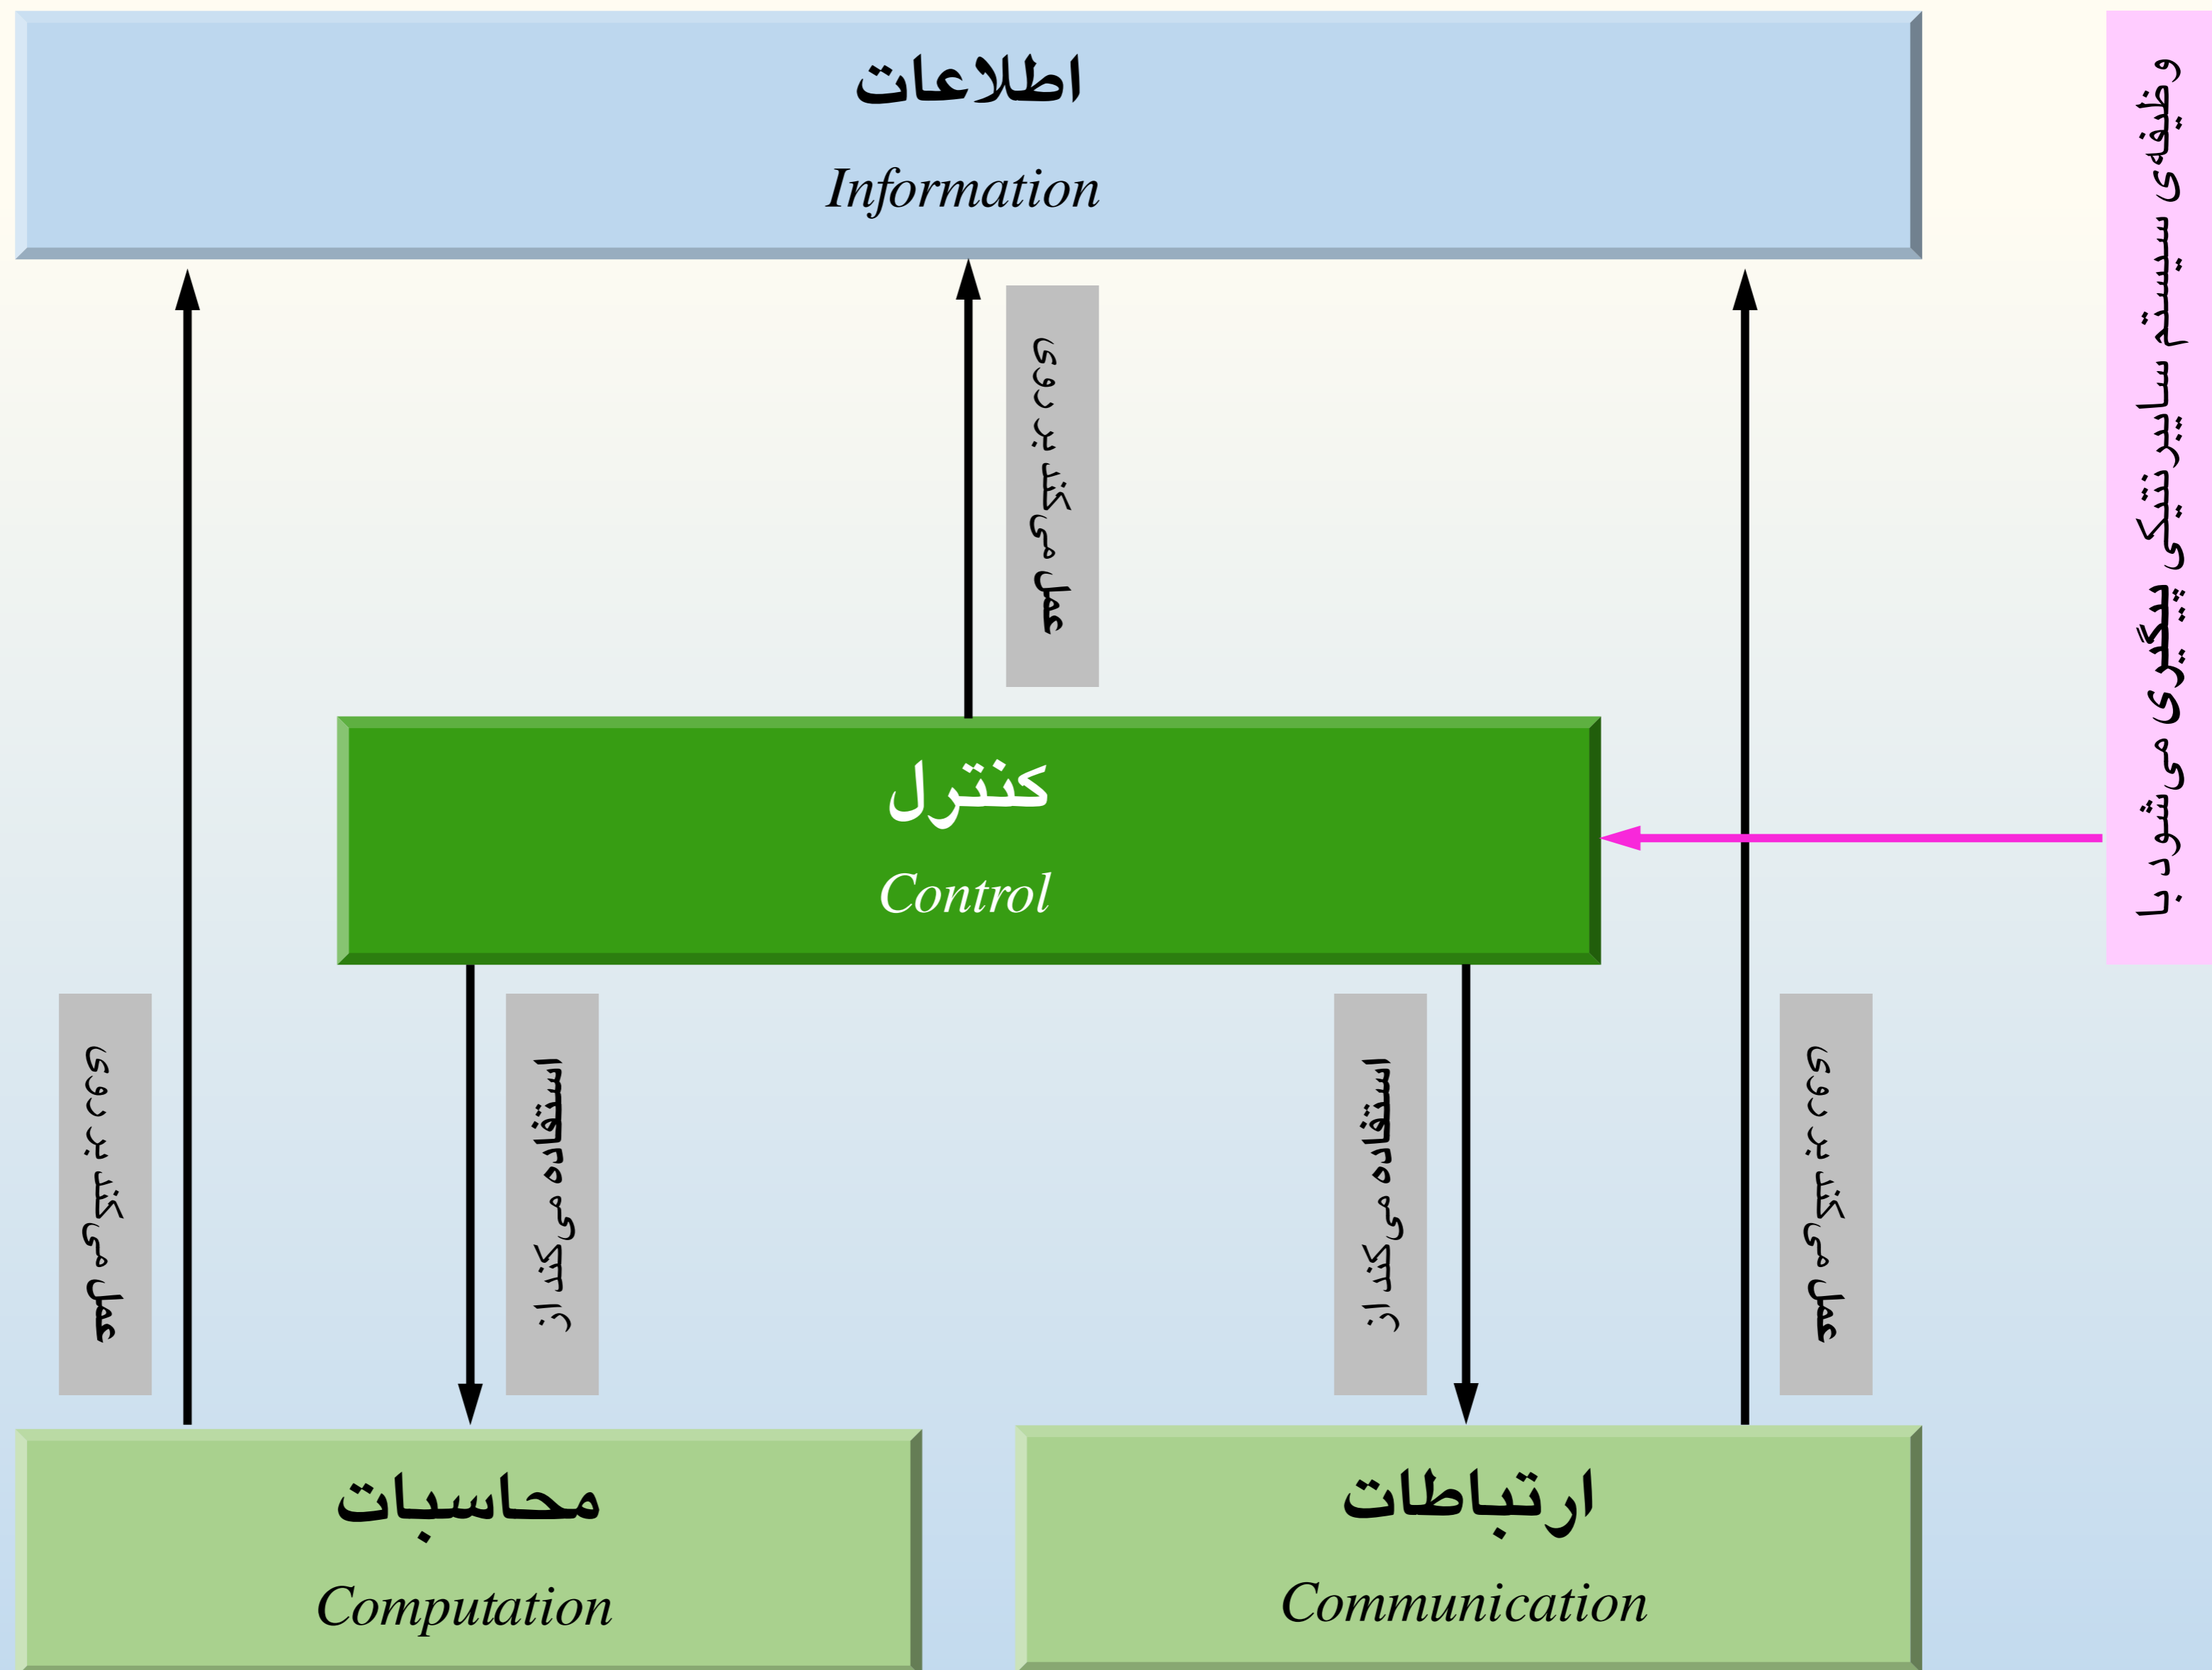 اطلاعات
Information
وظیفه‌ی سیستم سایبرنتیکی پیگیری می‌شود با
عمل می‌کند بر روی
کنترل
Control
عمل می‌کند بر روی
استفاده می‌کند از
استفاده می‌کند از
عمل می‌کند بر روی
محاسبات
Computation
ارتباطات
Communication